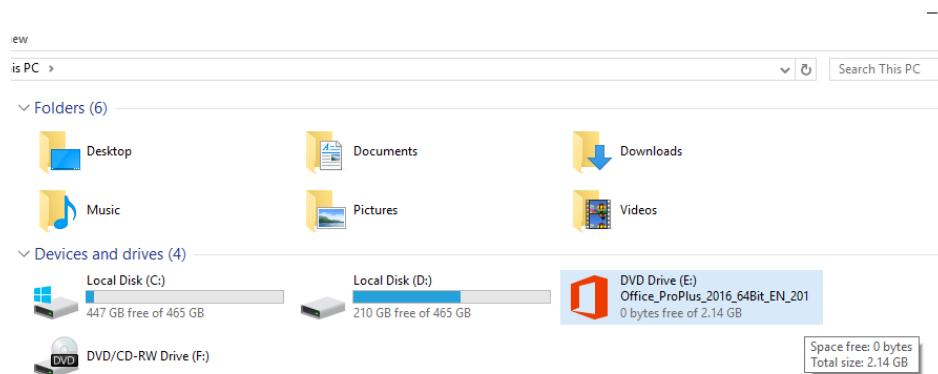 ew
is PC
Search This PC
Folders (6)
Desktop
Documents
Downloads
Music
Pictures
Videos
Devices and drives (4)
Local Disk (C:)
447 GB free of 465 GB
Local Disk (D:)
210 GB free of 465 GB
DVD Drive (E:)
Office_ProPlus_2016_64Bit_EN_201
0 bytes free of 2.14 GB
DVD
DVD/CD-RW Drive (F:)
Space free: 0 bytes
Total size: 2.14 GB